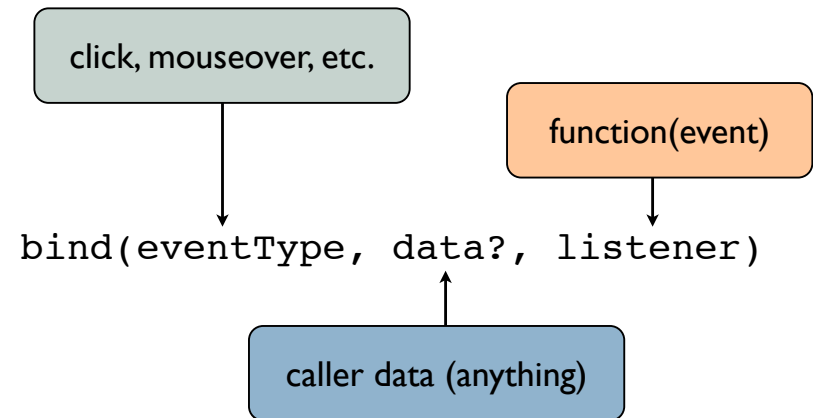 click, mouseover, etc.
function(event)
bind(eventType, data?, listener)
caller data (anything)